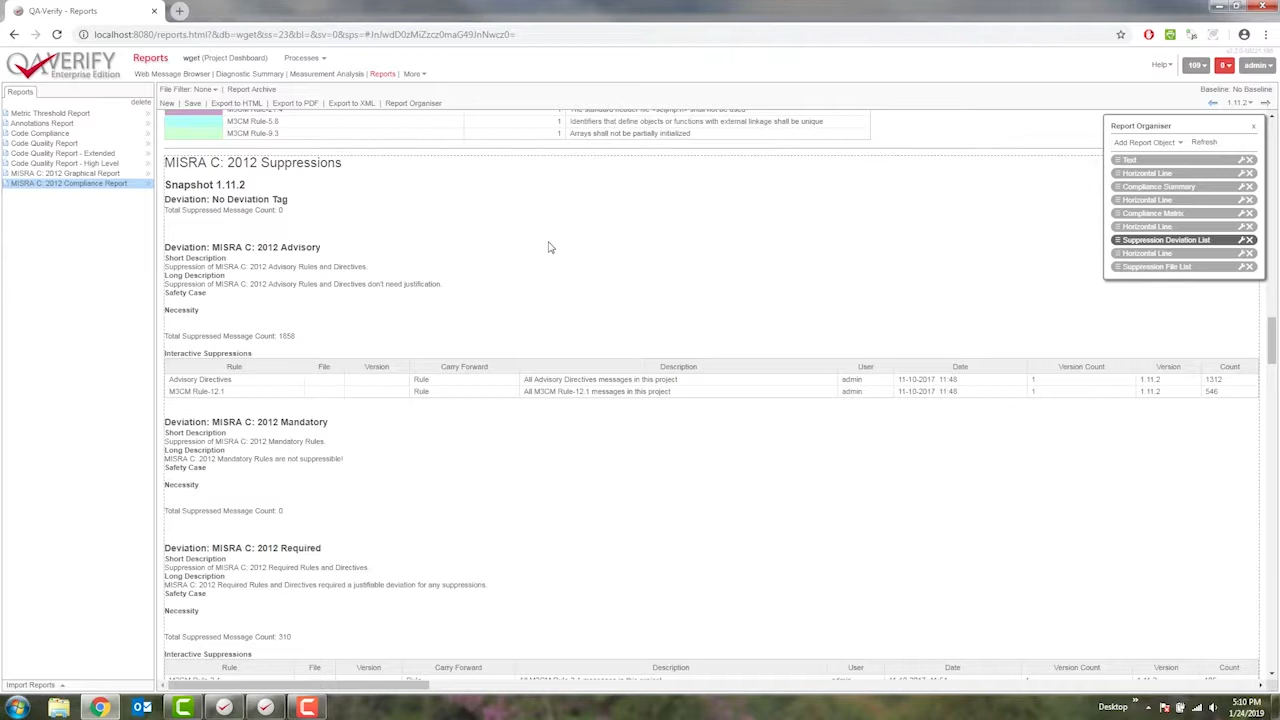 QA-Verify - Reports
localhost:8080/reports.html?&db=wget&ss=23&bl=&sv=0&sps=#JnJwdD0zMiZzcz0maG49JnNwcz0=
QAVERIFY
Enterprise Edition
Reports
wget (Project Dashboard)
Processes
Help
109
0
admin
Web Message Browser | Diagnostic Summary | Measurement Analysis | Reports | More
Reports
delete
File Filter: None
Report Archive
Baseline: No Baseline
New | Save | Export to HTML | Export to PDF | Export to XML | Report Organiser
1.11.2
Metric Threshold Report
Annotations Report
Code Compliance
Code Quality Report
Code Quality Report - Extended
Code Quality Report - High Level
MISRA C: 2012 Graphical Report
MISRA C: 2012 Compliance Report
M3CM Rule-5.8 1 Identifiers that define objects or functions with external linkage shall be unique
M3CM Rule-9.3 1 Arrays shall not be partially initialized
Report Organiser x
Add Report Object Refresh
Text
Horizontal Line
Compliance Summary
Horizontal Line
Compliance Matrix
Horizontal Line
Suppression Deviation List
Horizontal Line
Suppression File List
MISRA C: 2012 Suppressions
Snapshot 1.11.2
Deviation: No Deviation Tag
Total Suppressed Message Count: 0
Deviation: MISRA C: 2012 Advisory
Short Description
Suppression of MISRA C: 2012 Advisory Rules and Directives.
Long Description
Suppression of MISRA C: 2012 Advisory Rules and Directives don't need justification.
Safety Case
Necessity
Total Suppressed Message Count: 1858
Interactive Suppressions
Rule File Version Carry Forward Description User Date Version Count Version Count
Advisory Directives Rule All Advisory Directives messages in this project admin 11-10-2017 11:48 1 1.11.2 1312
M3CM Rule-12.1 Rule All M3CM Rule-12.1 messages in this project admin 11-10-2017 11:48 1 1.11.2 546
Deviation: MISRA C: 2012 Mandatory
Short Description
Suppression of MISRA C: 2012 Mandatory Rules.
Long Description
MISRA C: 2012 Mandatory Rules are not suppressible!
Safety Case
Necessity
Total Suppressed Message Count: 0
Deviation: MISRA C: 2012 Required
Short Description
Suppression of MISRA C: 2012 Required Rules and Directives.
Long Description
MISRA C: 2012 Required Rules and Directives required a justifiable deviation for any suppressions.
Safety Case
Necessity
Total Suppressed Message Count: 310
Interactive Suppressions
Rule File Version Carry Forward Description User Date Version Count Version Count
Import Reports
Desktop
5:10 PM
1/24/2019